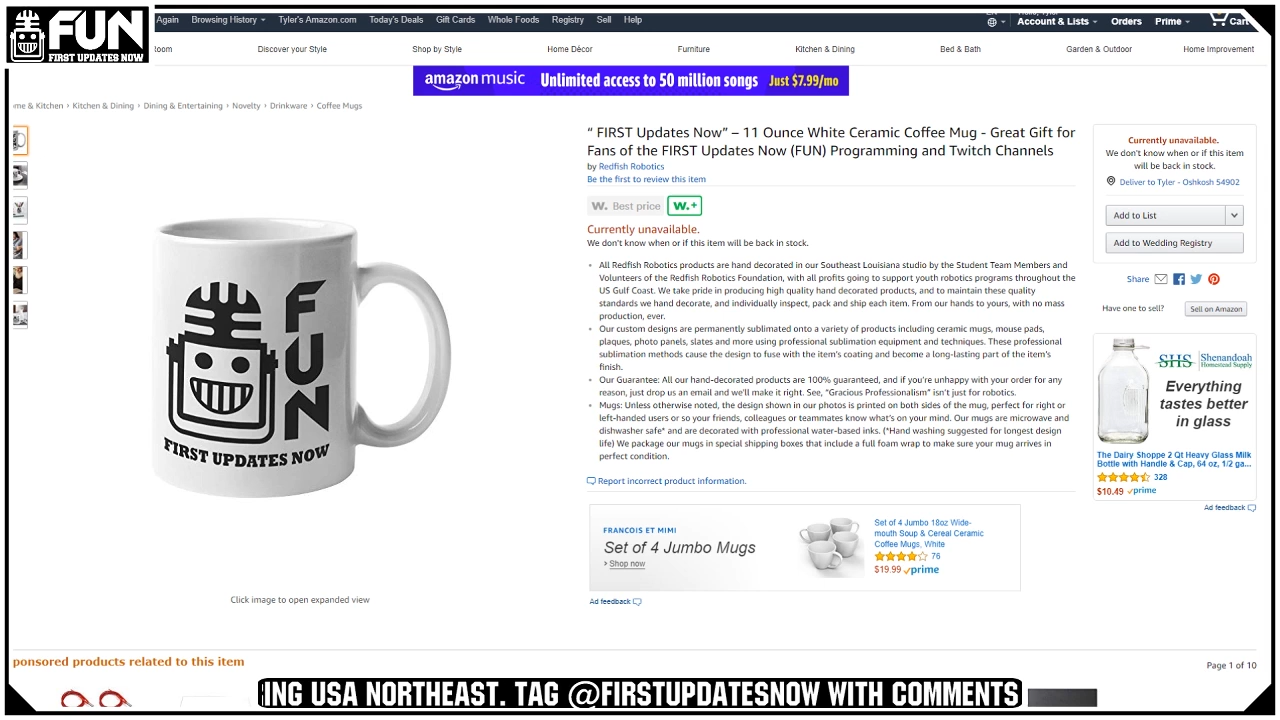 FUN
FIRST UPDATES NOW
Again Browsing History Tyler's Amazon.com Today's Deals Gift Cards Whole Foods Registry Sell Help
Account & Lists Orders Prime Cart
Discover your Style Shop by Style Home Décor Furniture Kitchen & Dining Bed & Bath Garden & Outdoor Home Improvement
amazon music Unlimited access to 50 million songs Just $7.99/mo
me & Kitchen › Kitchen & Dining › Dining & Entertaining › Novelty › Drinkware › Coffee Mugs
“ FIRST Updates Now” – 11 Ounce White Ceramic Coffee Mug - Great Gift for
Fans of the FIRST Updates Now (FUN) Programming and Twitch Channels
by Redfish Robotics
Be the first to review this item
W. Best price W.+
Currently unavailable.
We don't know when or if this item will be back in stock.
All Redfish Robotics products are hand decorated in our Southeast Louisiana studio by the Student Team Members and
Volunteers of the Redfish Robotics Foundation, with all profits going to support youth robotics programs throughout the
US Gulf Coast. We take pride in producing high quality hand decorated products, and to maintain these quality
standards we hand decorate, and individually inspect, pack and ship each item. From our hands to yours, with no mass
production, ever.
Our custom designs are permanently sublimated onto a variety of products including ceramic mugs, mouse pads,
plaques, photo panels, slates and more using professional sublimation equipment and techniques. These professional
sublimation methods cause the design to fuse with the item's coating and become a long-lasting part of the item's
finish.
Our Guarantee: All our hand-decorated products are 100% guaranteed, and if you're unhappy with your order for any
reason, just drop us an email and we'll make it right. See, “Gracious Professionalism” isn't just for robotics.
Mugs: Unless otherwise noted, the design shown in our photos is printed on both sides of the mug, perfect for right or
left-handed users or so your friends, colleagues or teammates know what's on your mind. Our mugs are microwave and
dishwasher safe* and are decorated with professional water-based inks. (*Hand washing suggested for longest design
life) We package our mugs in special shipping boxes that include a full foam wrap to make sure your mug arrives in
perfect condition.
Report incorrect product information.
FRANCOIS ET MIMI
Set of 4 Jumbo Mugs
› Shop now
Set of 4 Jumbo 18oz Wide-
mouth Soup & Cereal Ceramic
Coffee Mugs, White
76
$19.99 prime
Ad feedback
Currently unavailable.
We don't know when or if this item
will be back in stock.
Deliver to Tyler - Oshkosh 54902
Add to List
Add to Wedding Registry
Share
Have one to sell? Sell on Amazon
SHS Shenandoah
Homestead Supply
Everything
tastes better
in glass
The Dairy Shoppe 2 Qt Heavy Glass Milk
Bottle with Handle & Cap, 64 oz, 1/2 ga...
328
$10.49 prime
Ad feedback
FUN
FIRST UPDATES NOW
Click image to open expanded view
ponsored products related to this item
Page 1 of 10
ING USA NORTHEAST. TAG @FIRSTUPDATESNOW WITH COMMENTS